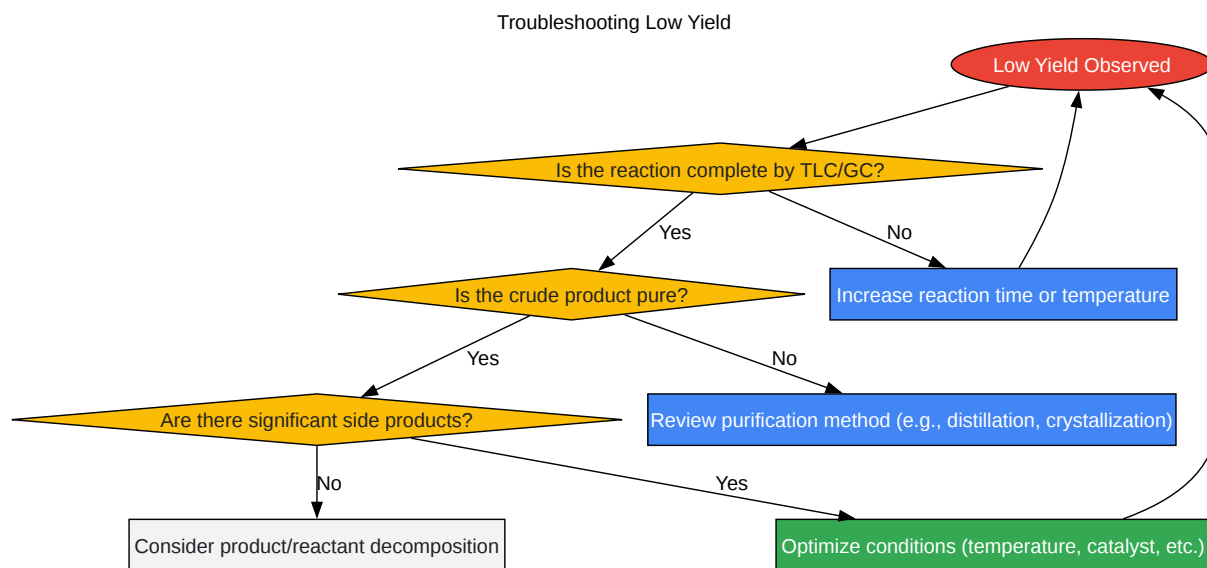 Troubleshooting Low Yield
Low Yield Observed
Is the reaction complete by TLC/GC?
Yes
No
Is the crude product pure?
Increase reaction time or temperature
Yes
No
Are there significant side products?
Review purification method (e.g., distillation, crystallization)
No
Yes
Consider product/reactant decomposition
Optimize conditions (temperature, catalyst, etc.)